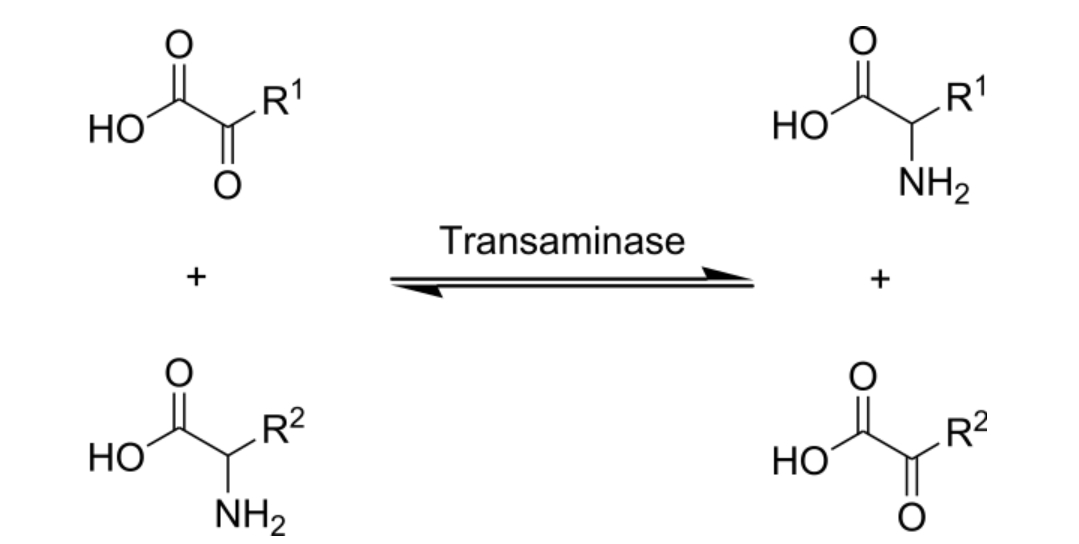 O
HO
R¹
O
+
O
HO
R²
NH₂
Transaminase
O
HO
R¹
NH₂
+
O
HO
R²
O